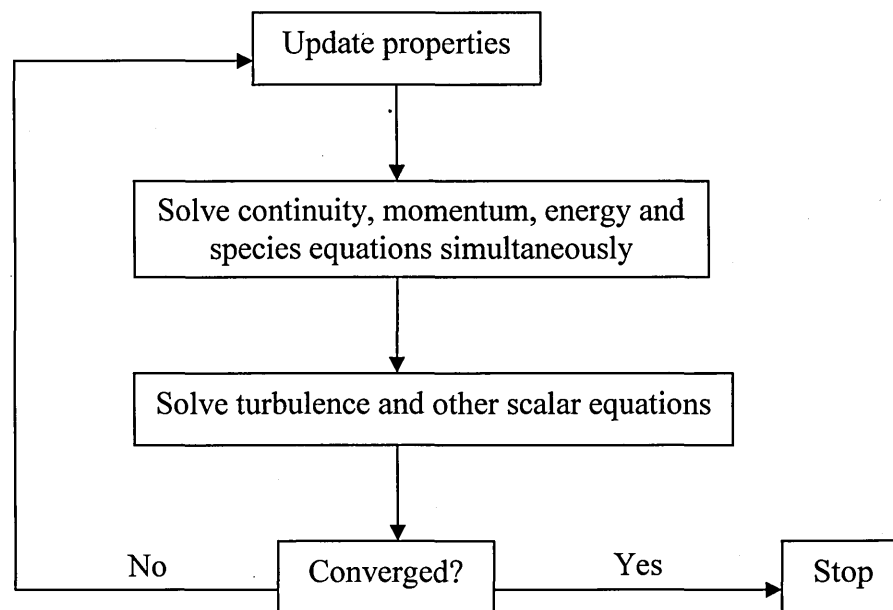 Update properties
Solve continuity, momentum, energy and
species equations simultaneously
Solve turbulence and other scalar equations
No
Converged?
Yes
Stop